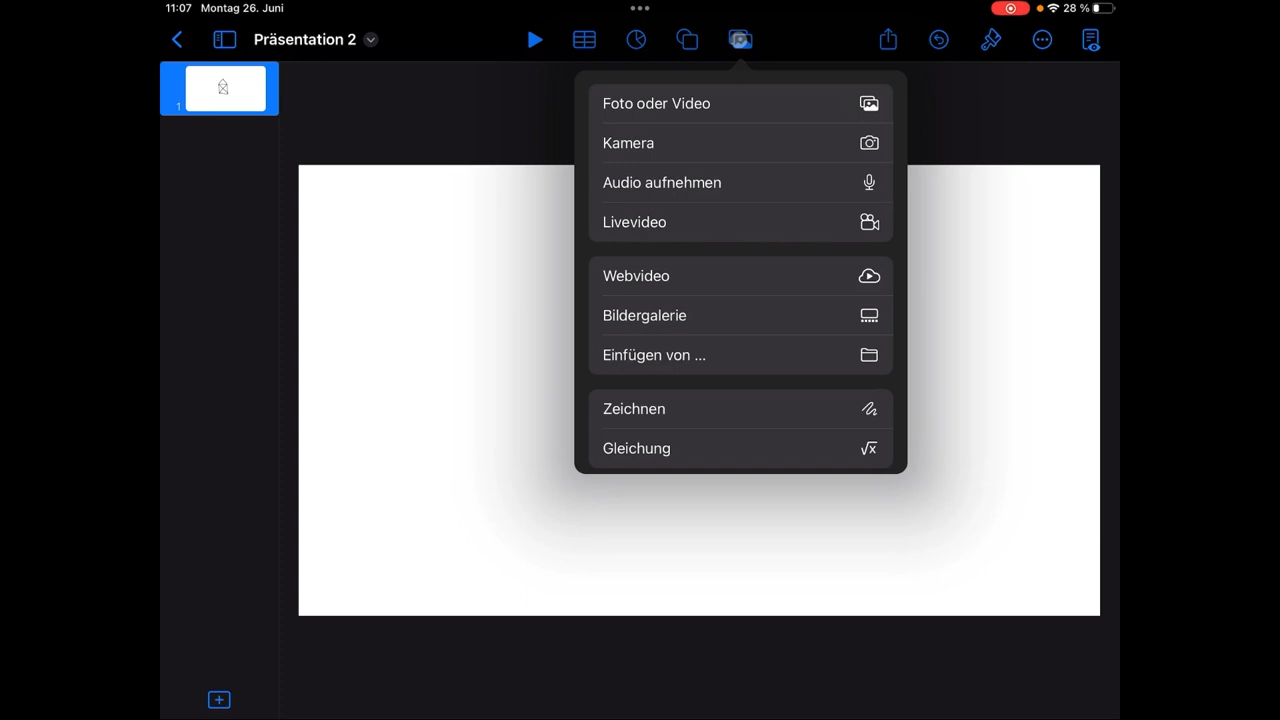 11:07 Montag 26. Juni
28 %
Präsentation 2
1
Foto oder Video
Kamera
Audio aufnehmen
Livevideo
Webvideo
Bildergalerie
Einfügen von ...
Zeichnen
Gleichung
√x